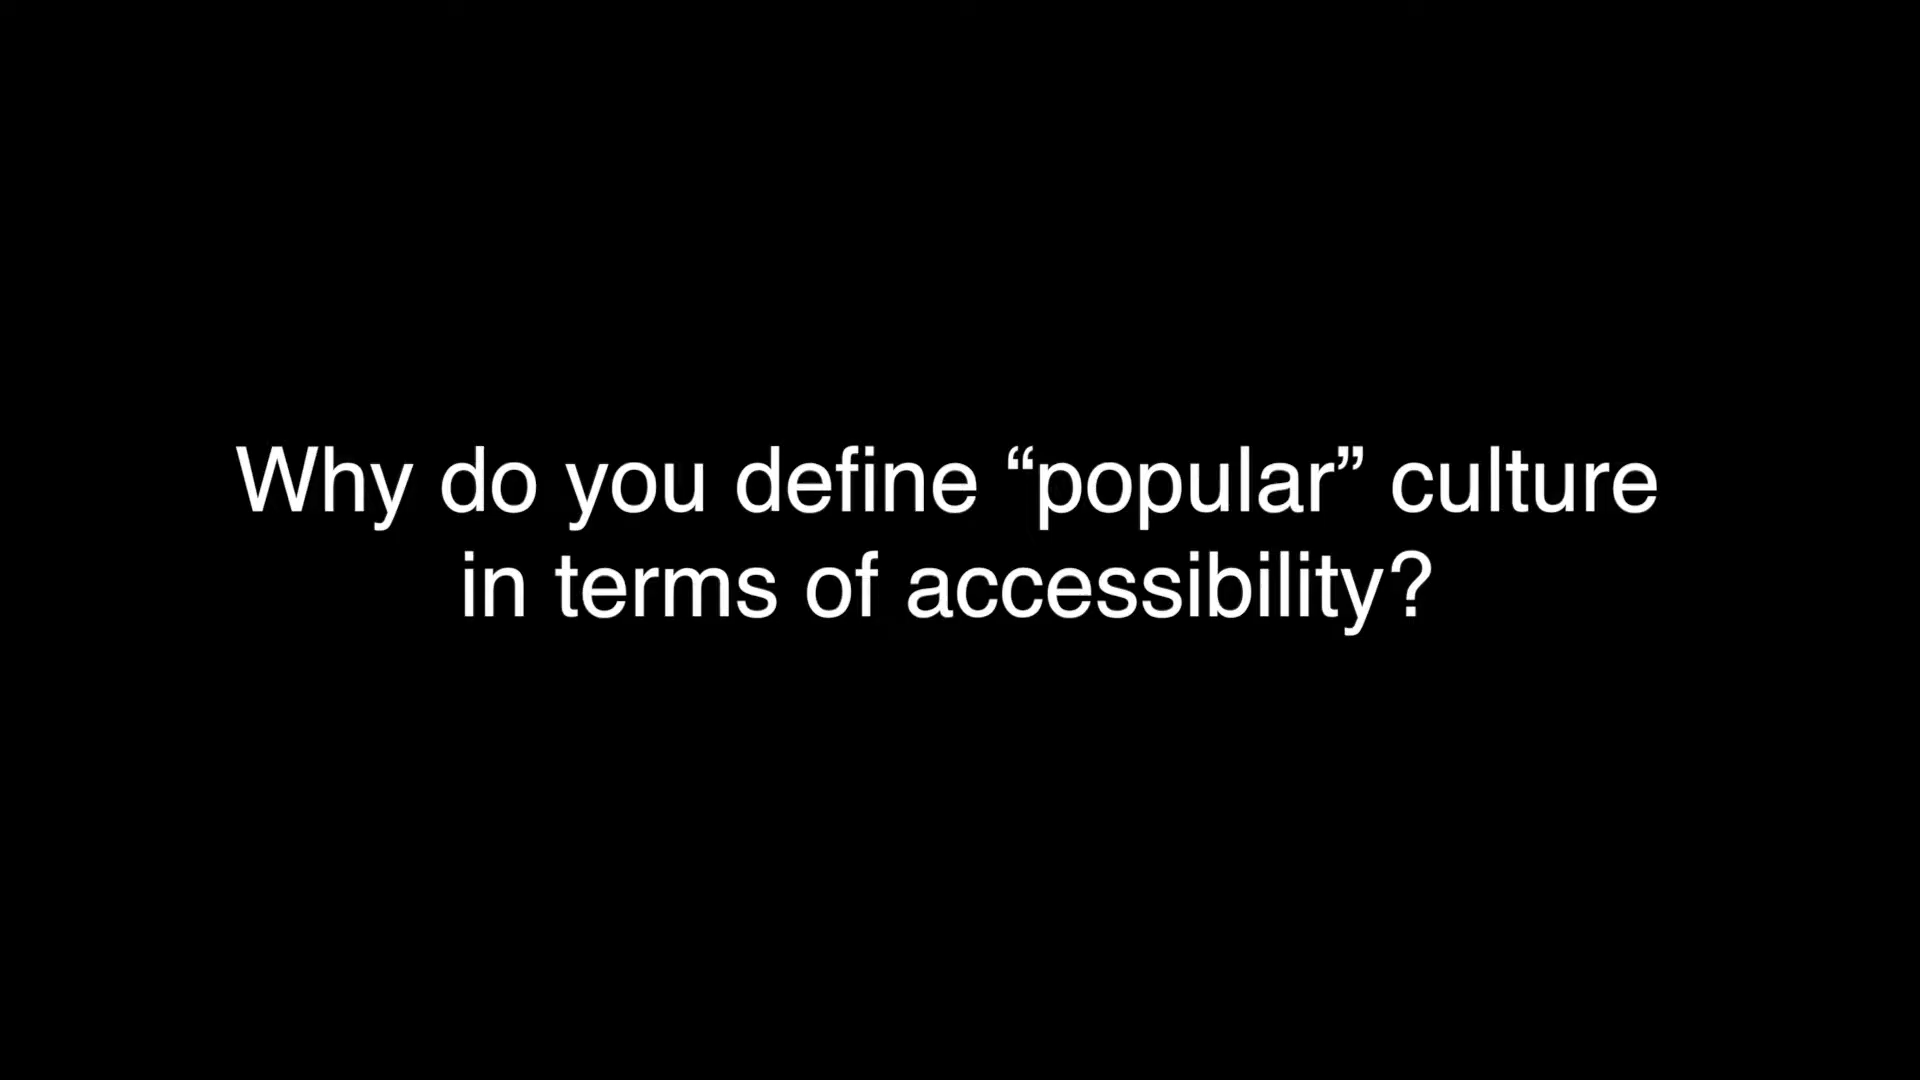 Why do you define “popular” culture
in terms of accessibility?